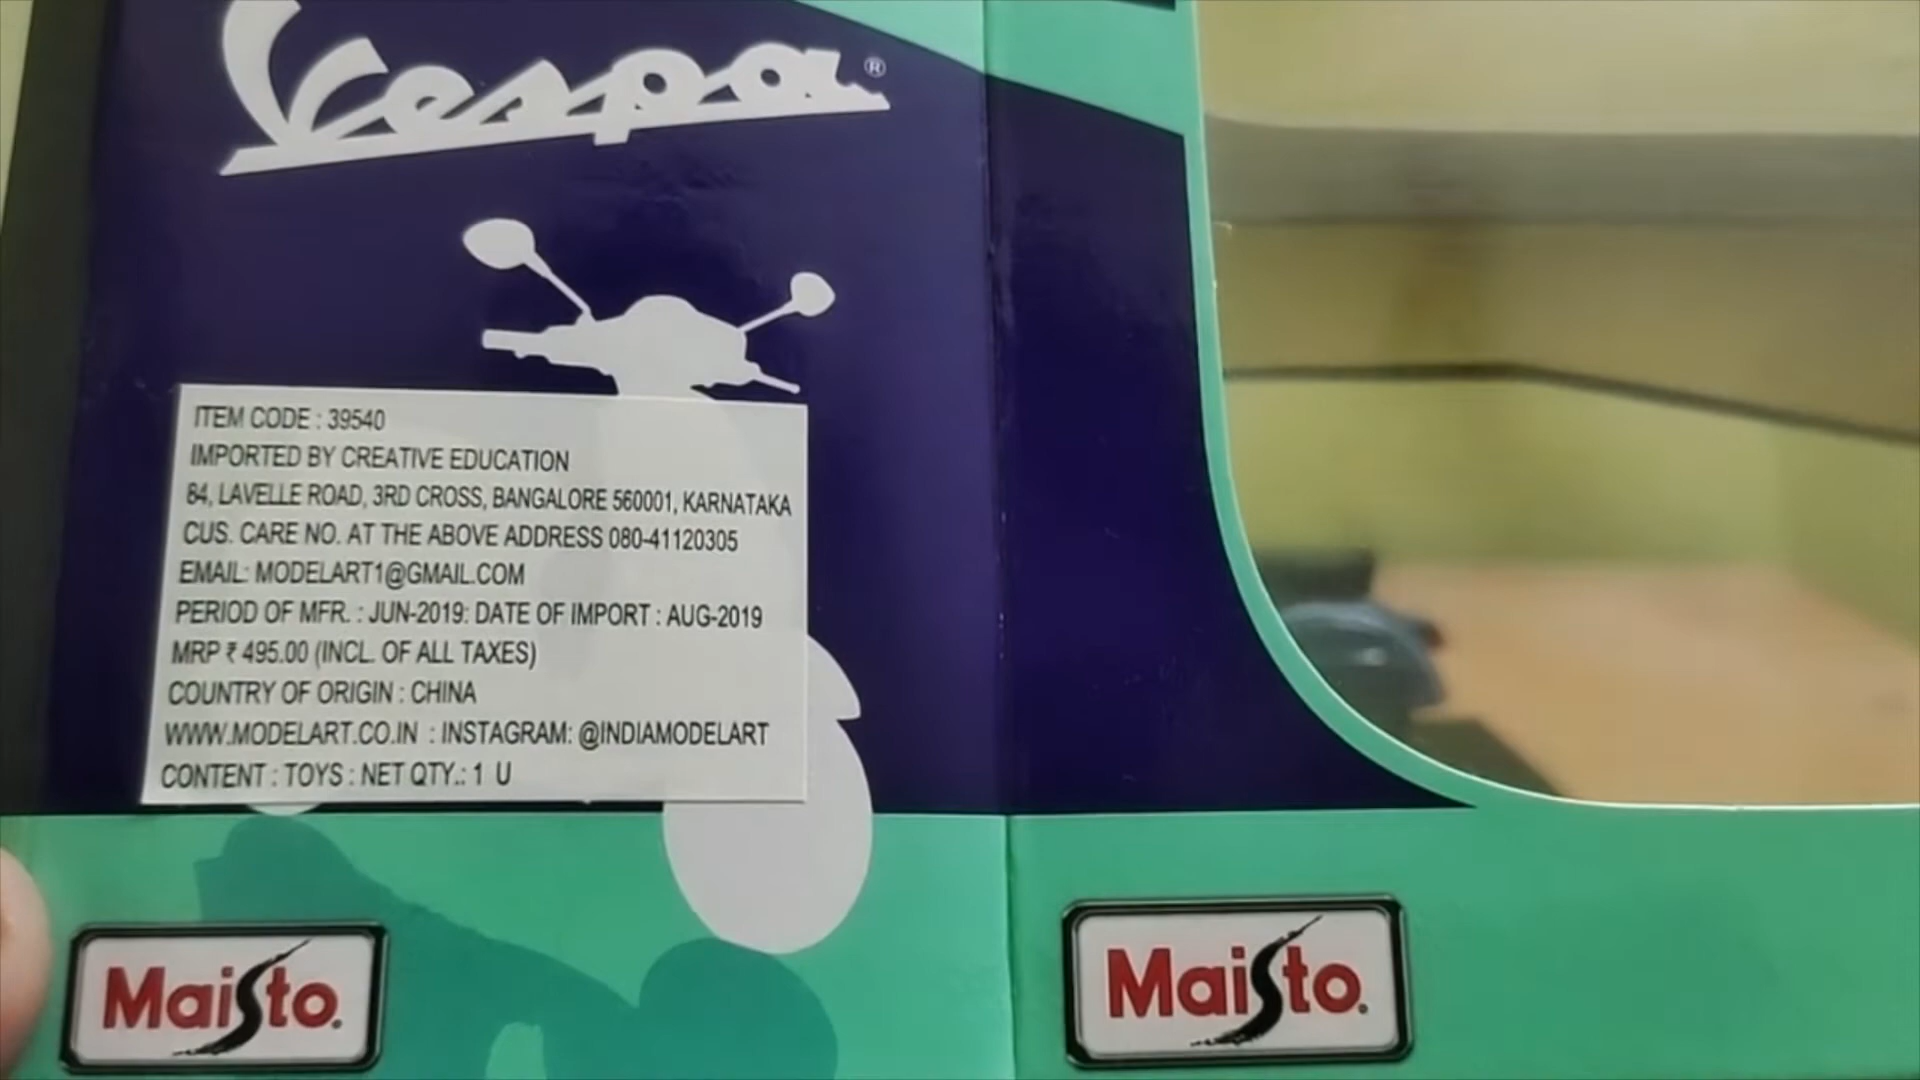 Vespa®
ITEM CODE : 39540
IMPORTED BY CREATIVE EDUCATION
84, LAVELLE ROAD, 3RD CROSS, BANGALORE 560001, KARNATAKA
CUS. CARE NO. AT THE ABOVE ADDRESS 080-41120305
EMAIL: MODELART1@GMAIL.COM
PERIOD OF MFR. : JUN-2019: DATE OF IMPORT : AUG-2019
MRP ₹ 495.00 (INCL. OF ALL TAXES)
COUNTRY OF ORIGIN : CHINA
WWW.MODELART.CO.IN : INSTAGRAM: @INDIAMODELART
CONTENT : TOYS : NET QTY.: 1 U
Maisto.
Maisto.